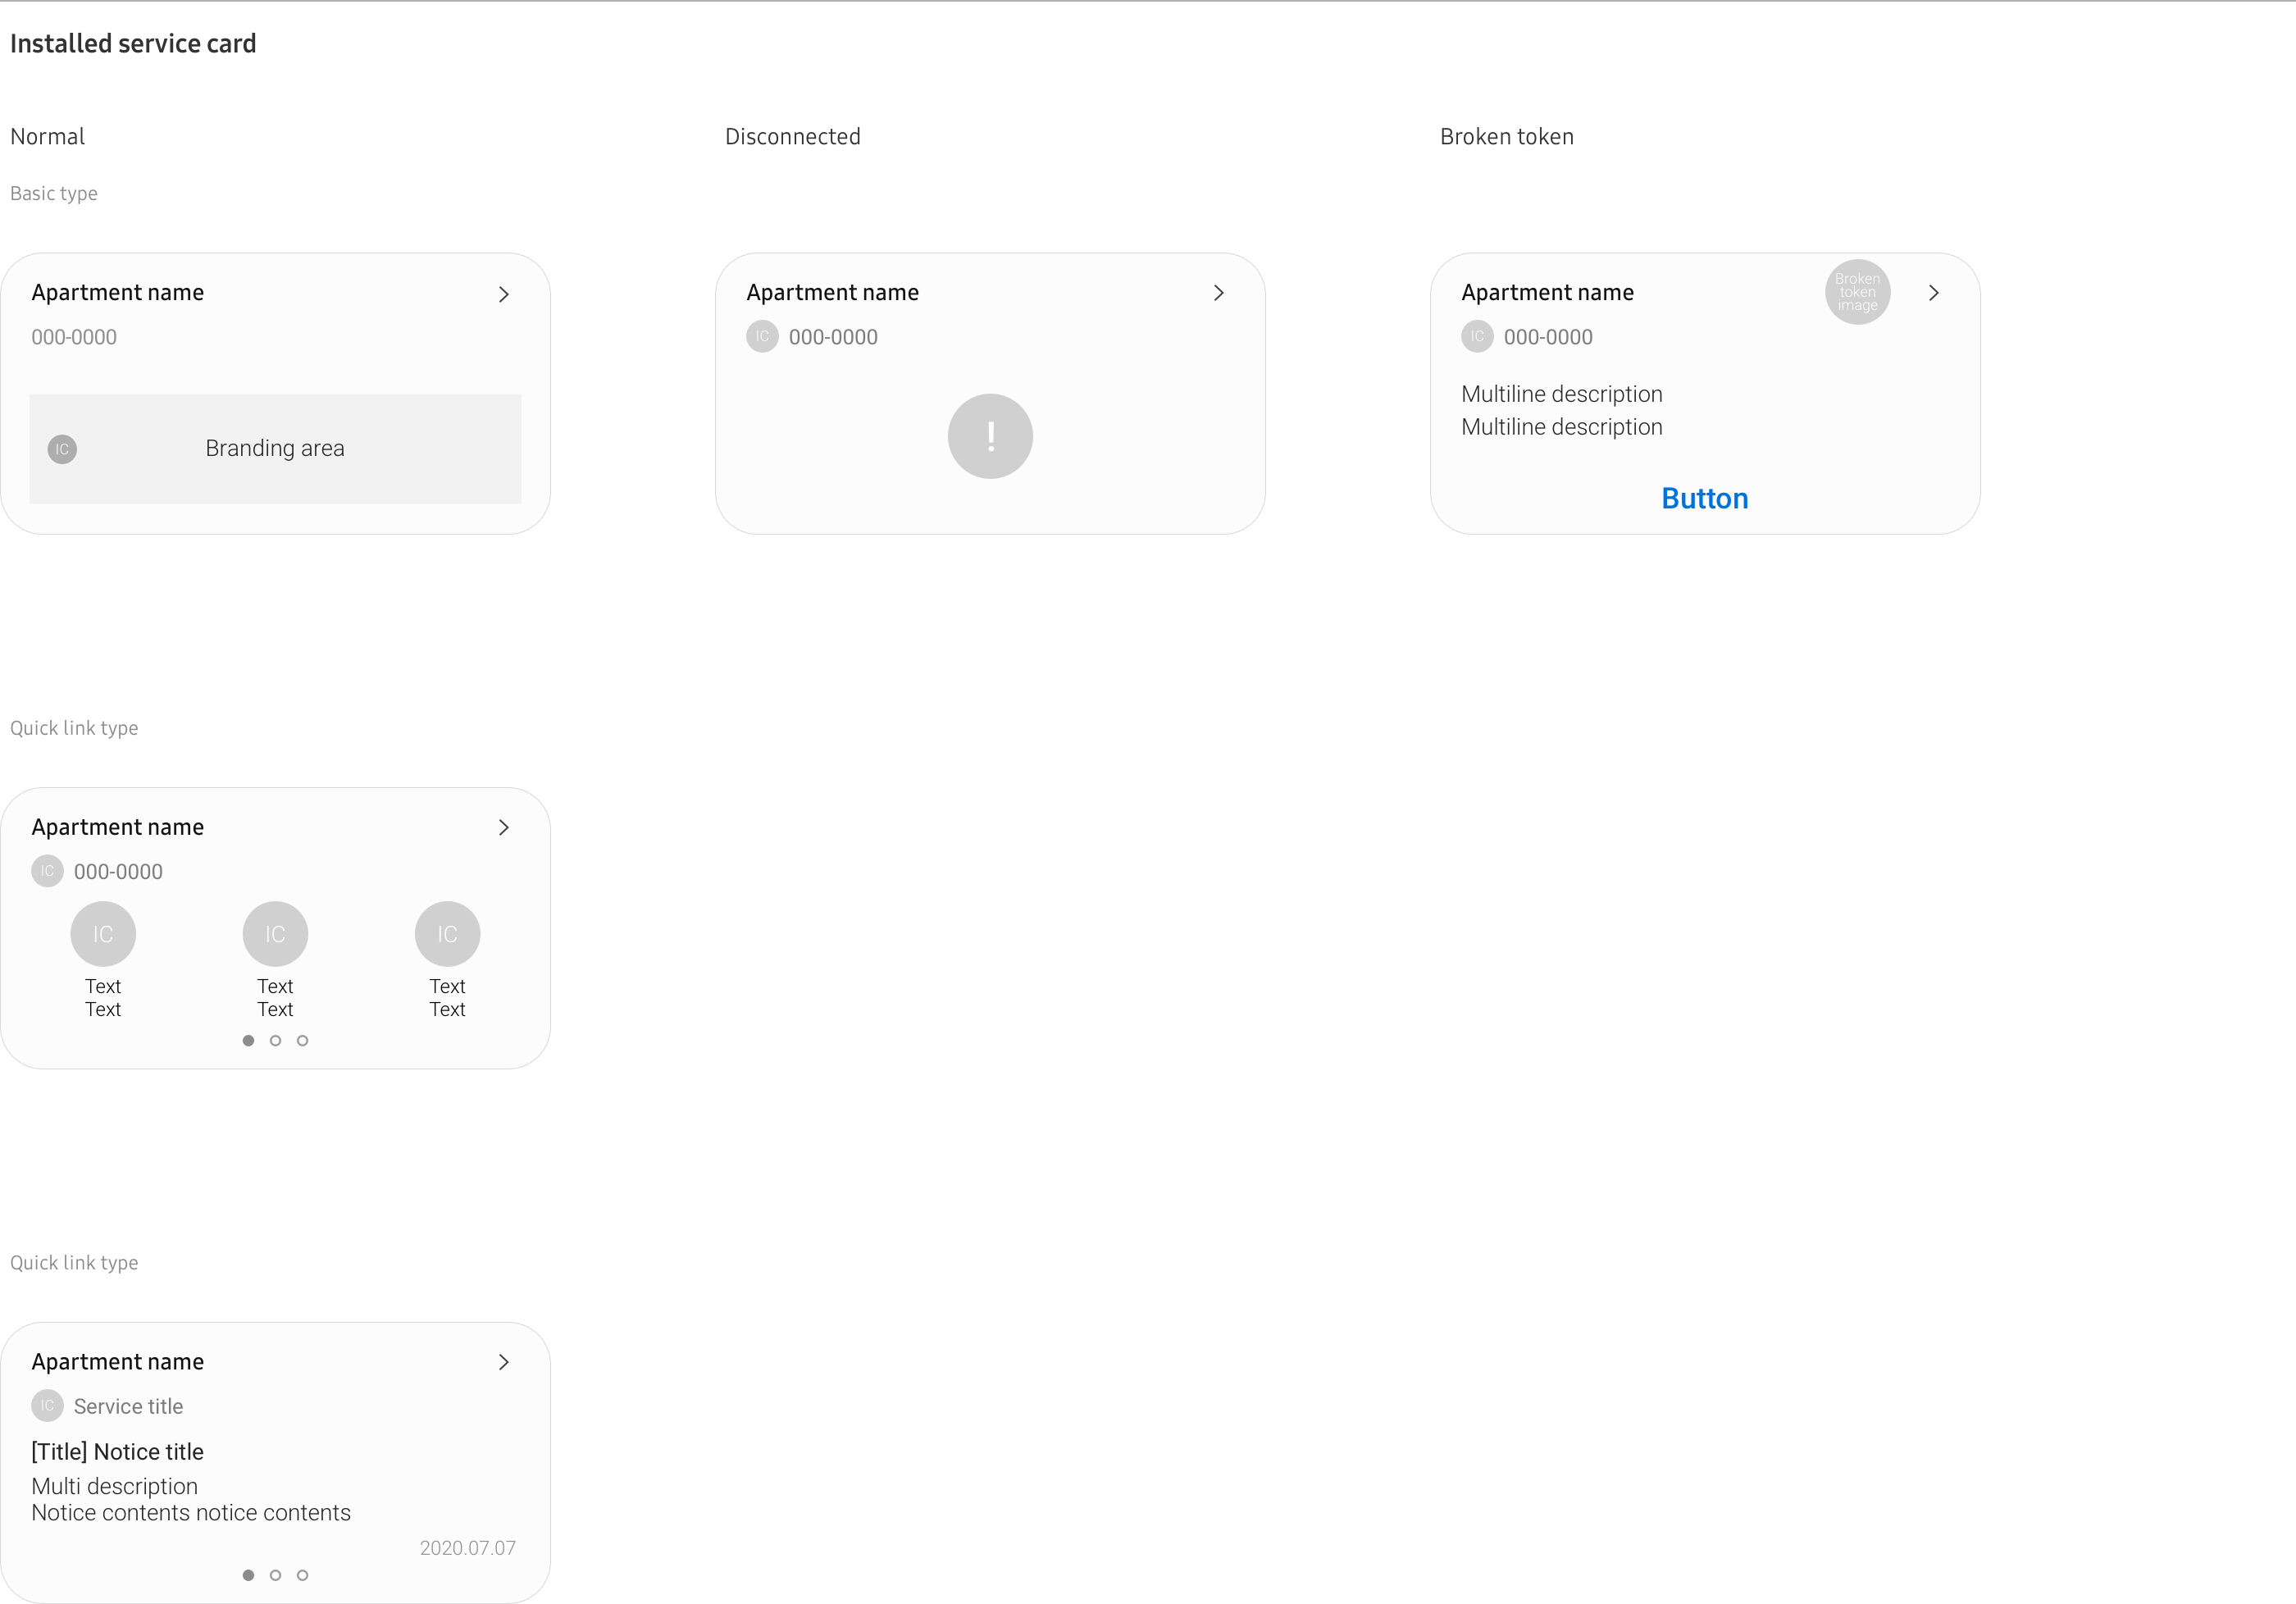 Installed service card
Normal
Disconnected
Broken token
Basic type
Apartment name
000-0000
IC
Branding area
Apartment name
IC 000-0000
!
Apartment name
Broken
token
image
IC 000-0000
Multiline description
Multiline description
Button
Quick link type
Apartment name
IC 000-0000
IC IC IC
Text Text Text
Text Text Text
Quick link type
Apartment name
IC Service title
[Title] Notice title
Multi description
Notice contents notice contents
2020.07.07